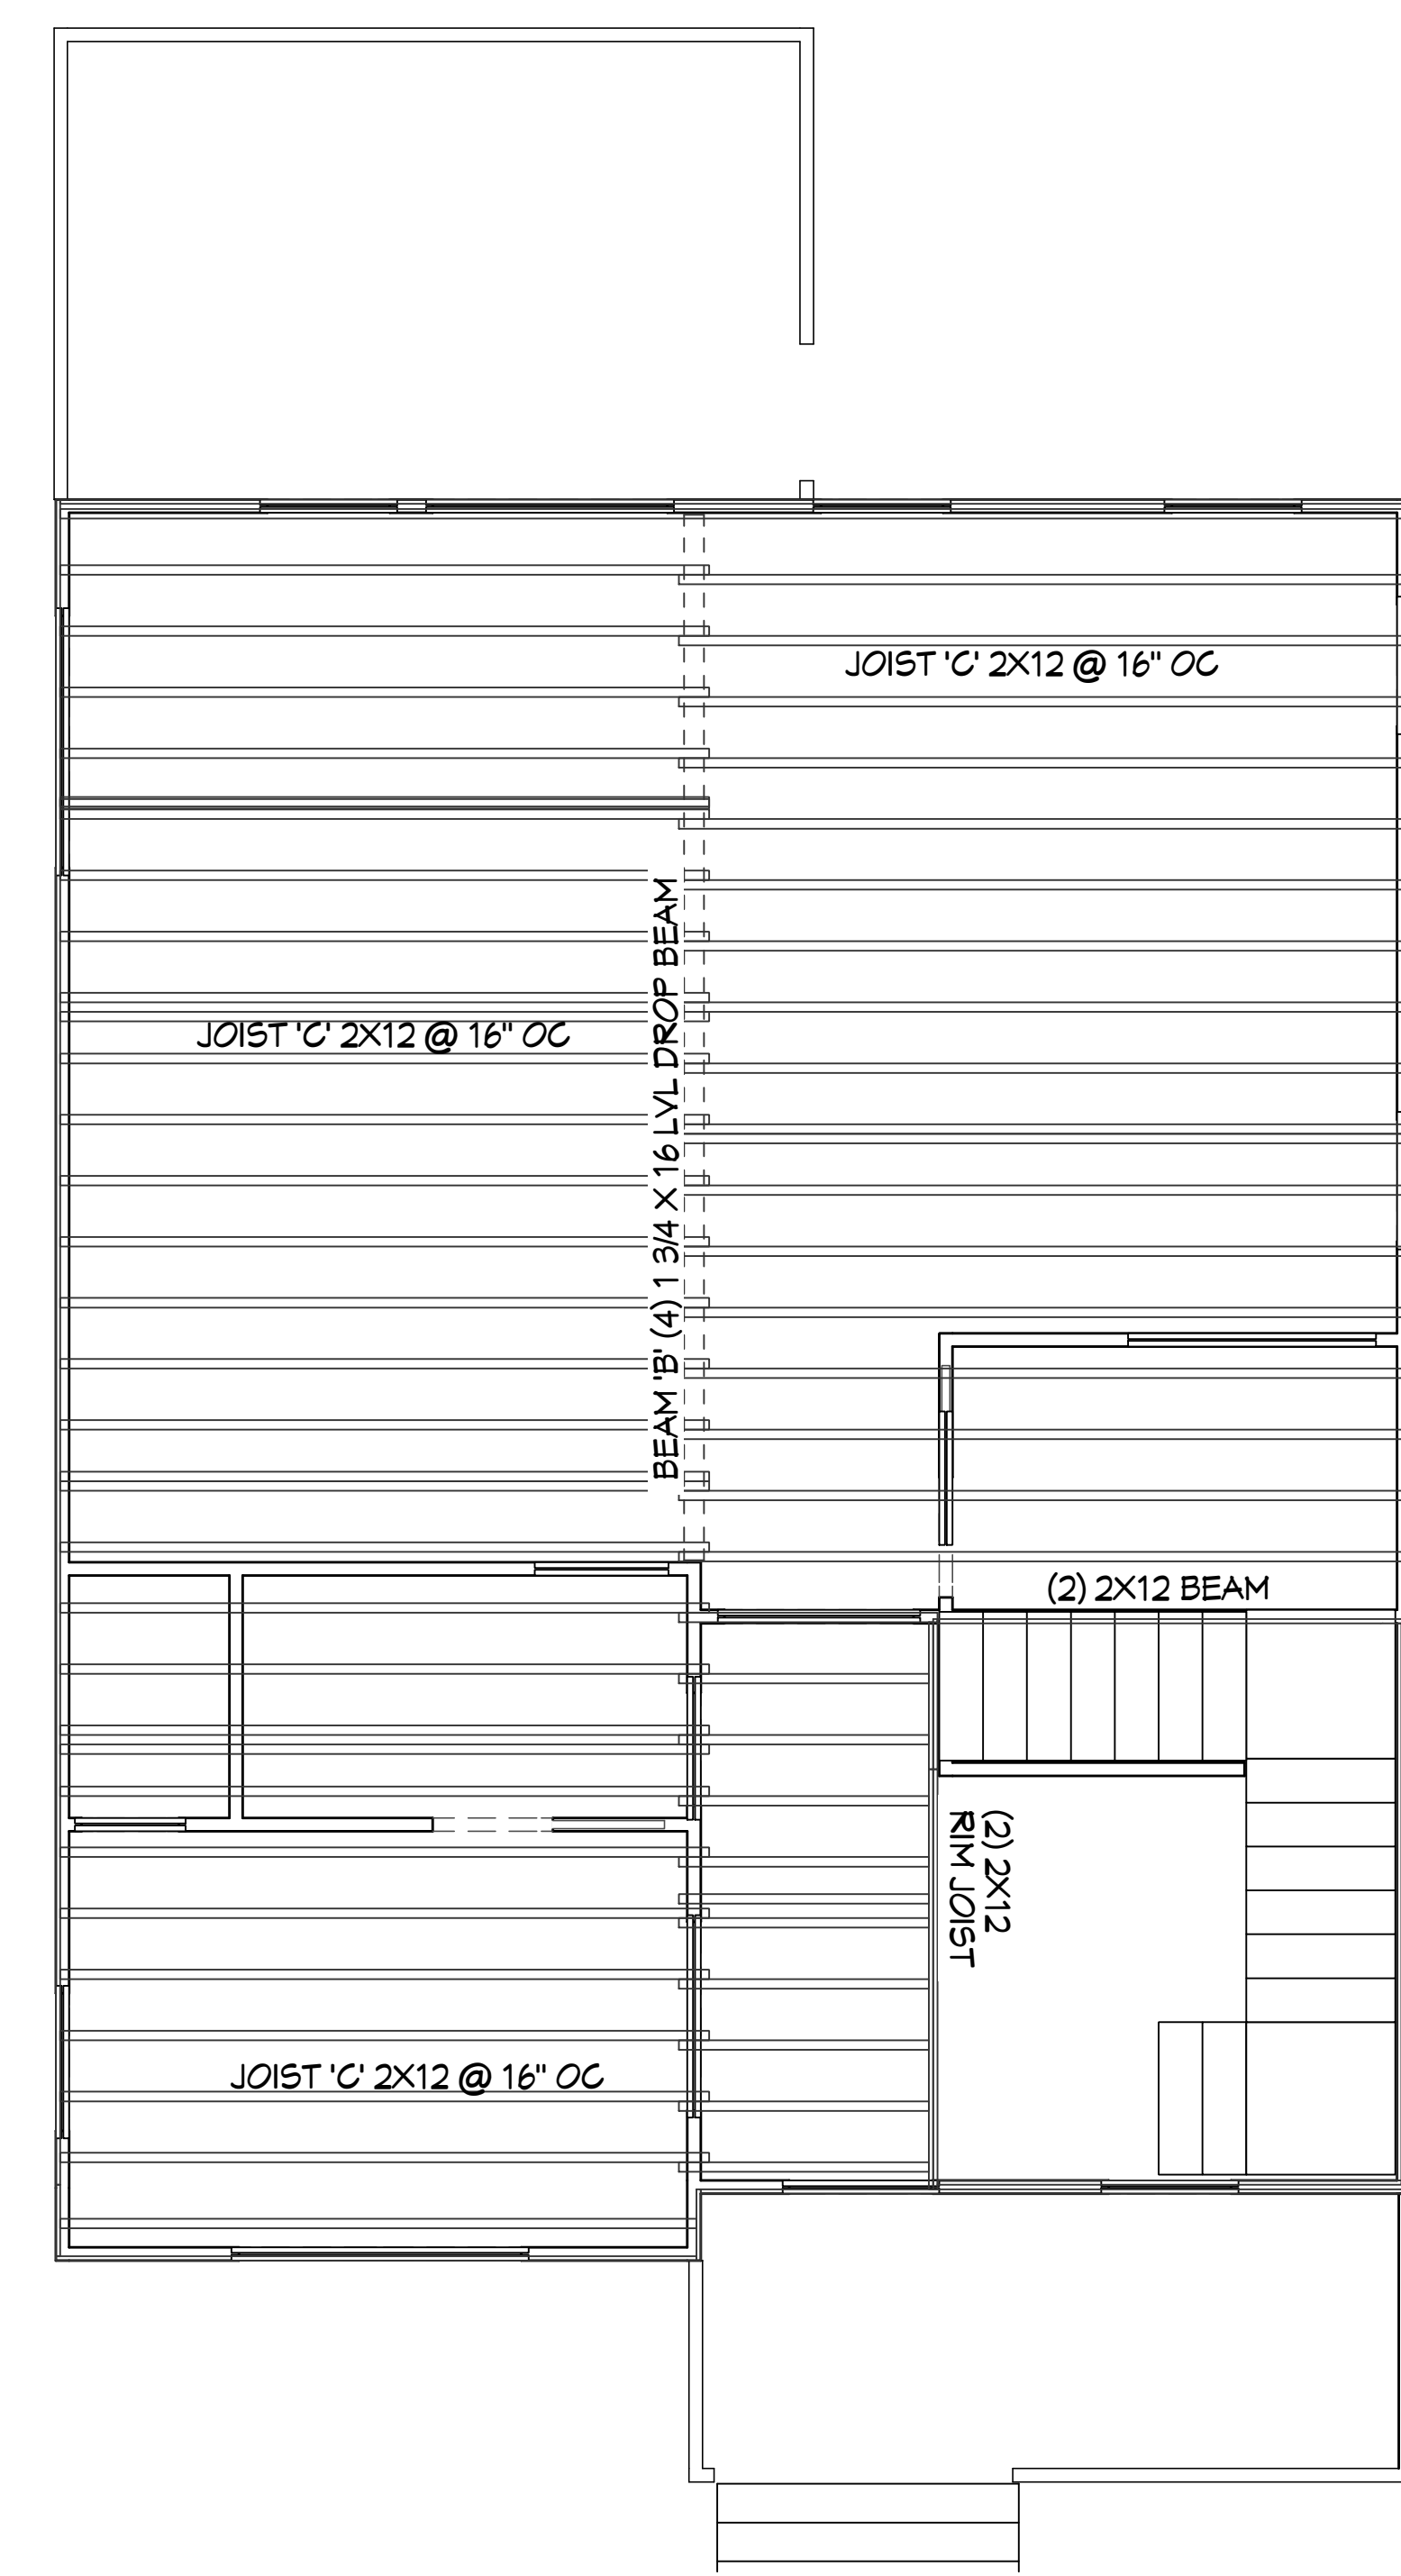 JOIST 'C' 2X12 @ 16" OC
JOIST 'C' 2X12 @ 16" OC
BEAM 'B' (4) 1 3/4 X 16 LVL DROP BEAM
(2) 2X12 BEAM
(2) 2X12
RIM JOIST
JOIST 'C' 2X12 @ 16" OC